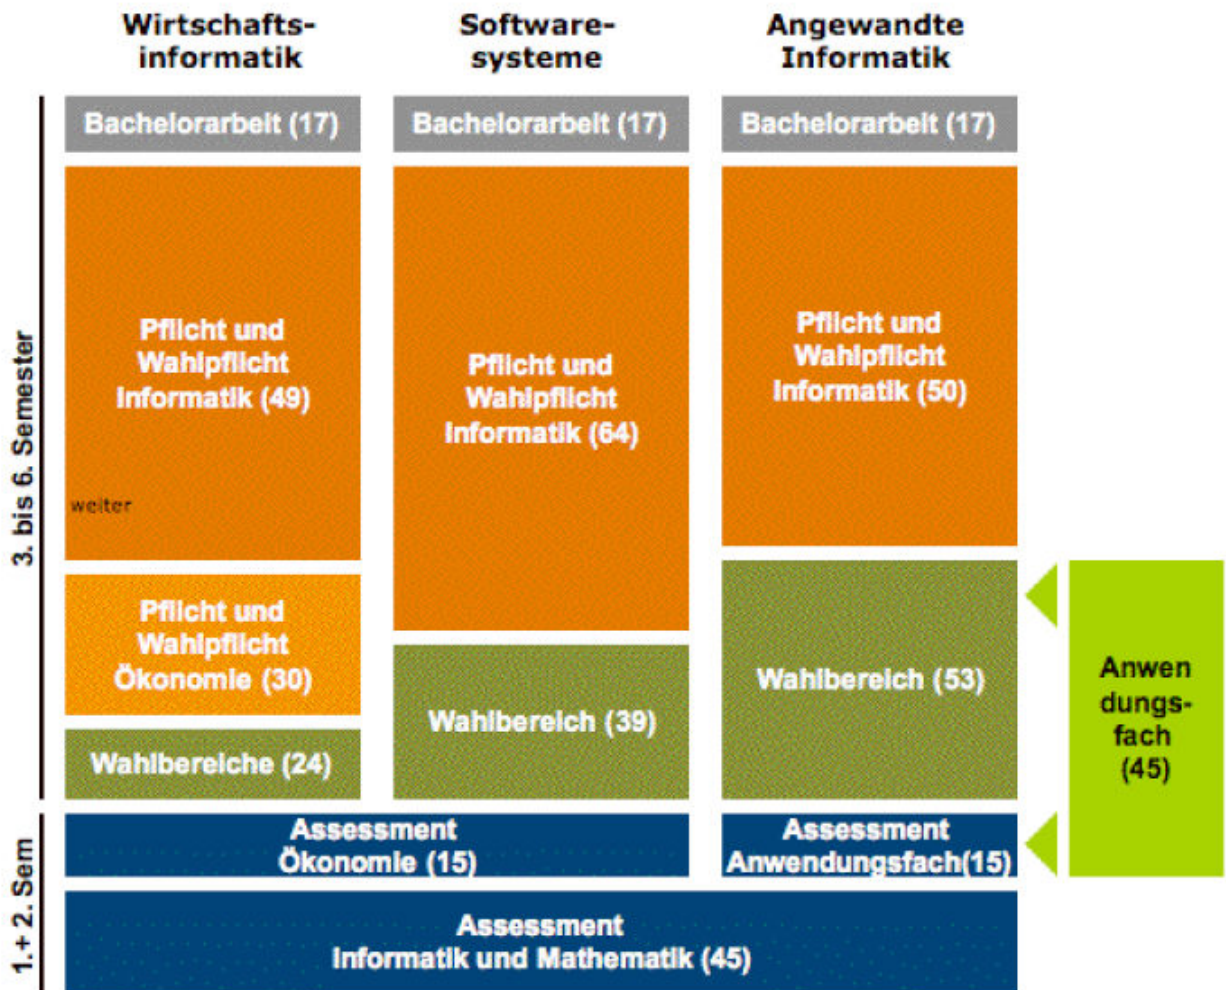 Wirtschafts-
informatik
Software-
systeme
Angewandte
Informatik
3. bis 6. Semester
Bachelorarbeit (17)
Bachelorarbeit (17)
Bachelorarbeit (17)
Pflicht und
Wahlpflicht
Informatik (49)
weiter
Pflicht und
Wahlpflicht
Informatik (64)
Pflicht und
Wahlpflicht
Informatik (50)
Pflicht und
Wahlpflicht
Ökonomie (30)
Wahlbereiche (24)
Wahlbereich (39)
Wahlbereich (53)
Anwen
dungs-
fach
(45)
1.+ 2. Sem
Assessment
Ökonomie (15)
Assessment
Anwendungsfach(15)
Assessment
Informatik und Mathematik (45)